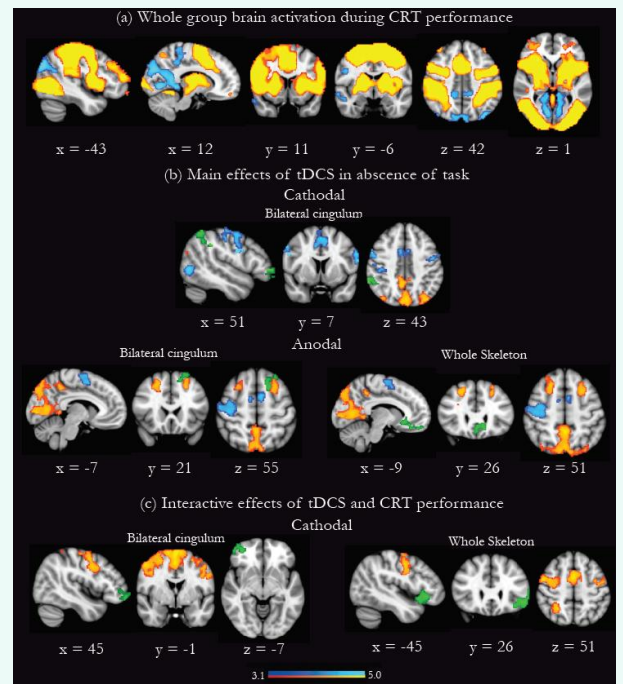 (a) Whole group brain activation during CRT performance
x = -43 x = 12 y = 11 y = -6 z = 42 z = 1
(b) Main effects of tDCS in abscence of task
Cathodal
Bilateral cingulum
x = 51 y = 7 z = 43
Anodal
Bilateral cingulum Whole Skeleton
x = -7 y = 21 z = 55 x = -9 y = 26 z = 51
(c) Interactive effects of tDCS and CRT performance
Cathodal
Bilateral cingulum Whole Skeleton
x = 45 y = -1 z = -7 x = -45 y = 26 z = 51
3.1 5.0